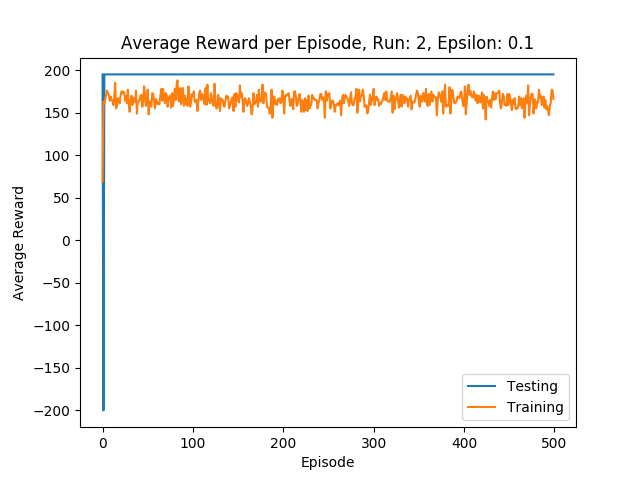 Average Reward per Episode, Run: 2, Epsilon: 0.1
Average Reward
200
150
100
50
0
−50
−100
−150
−200
0 100 200 300 400 500
Episode
Testing
Training